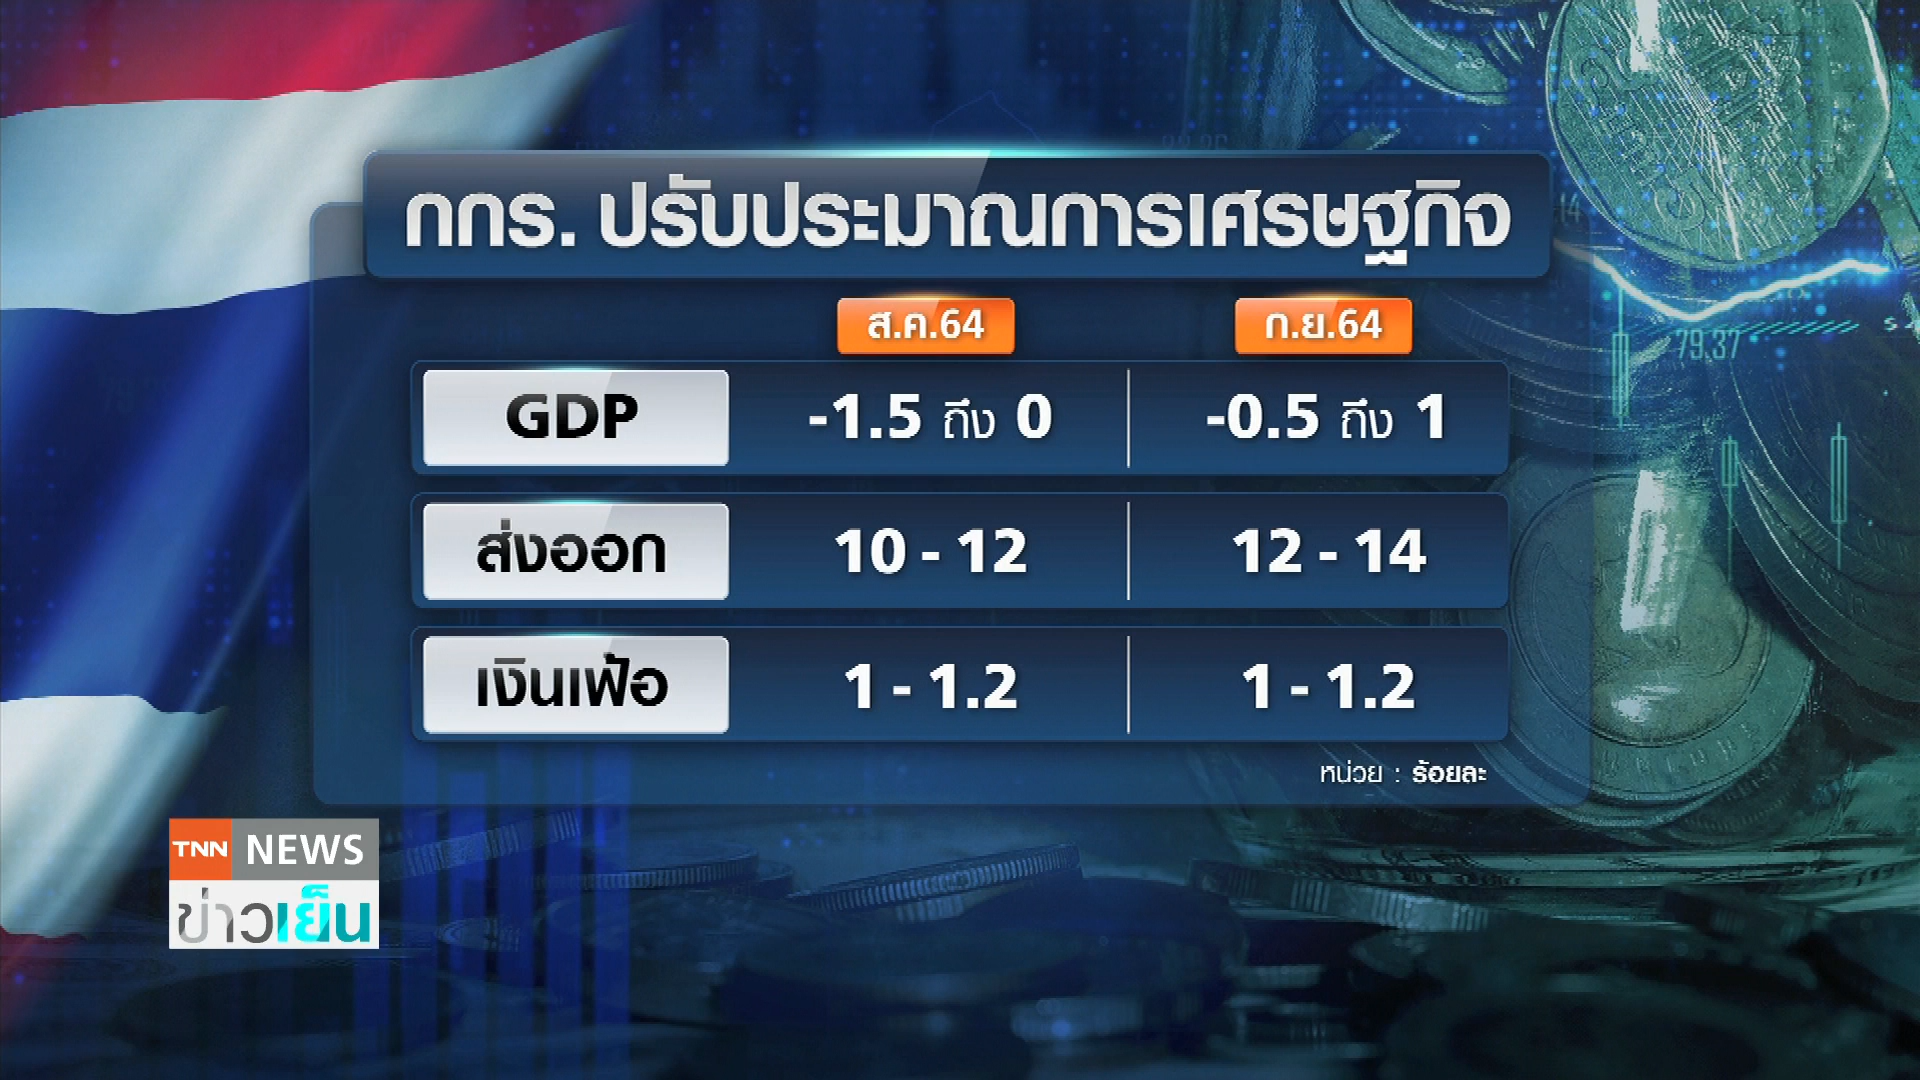 กกร. ปรับประมาณการเศรษฐกิจ
ส.ค.64 ก.ย.64
GDP -1.5 ถึง 0 -0.5 ถึง 1
ส่งออก 10 - 12 12 - 14
เงินเฟ้อ 1 - 1.2 1 - 1.2
หน่วย : ร้อยละ
79.37
TNN NEWS
ข่าวเย็น